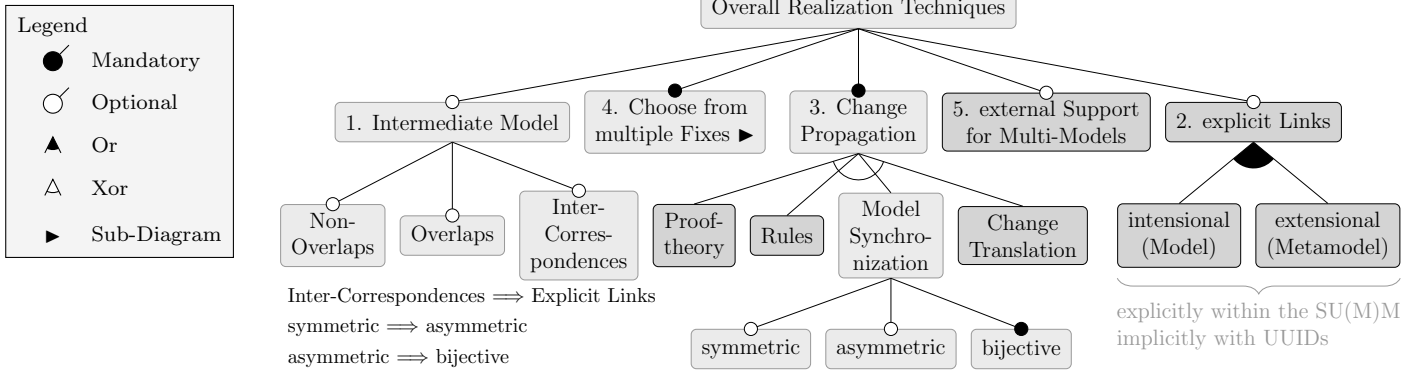 Overall Realization Techniques
Legend
Mandatory
Optional
Or
Xor
Sub-Diagram
1. Intermediate Model
4. Choose from
multiple Fixes
3. Change
Propagation
5. external Support
for Multi-Models
2. explicit Links
Non-
Overlaps
Overlaps
Inter-
Corres-
pondences
Proof-
theory
Rules
Model
Synchro-
nization
Change
Translation
intensional
(Model)
extensional
(Metamodel)
Inter-Correspondences ⟹ Explicit Links
symmetric ⟹ asymmetric
asymmetric ⟹ bijective
symmetric
asymmetric
bijective
explicitly within the SU(M)M
implicitly with UUIDs